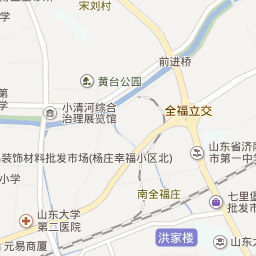 宋刘村
前进桥
黄台公园
小清河综合
治理展览馆
全福立交
山东省济
市第一中
装饰材料批发市场(杨庄幸福小区北)
小学
南全福庄
七里堡
批发市
山东大学
第二医院
洪家楼
元易商厦
山东大